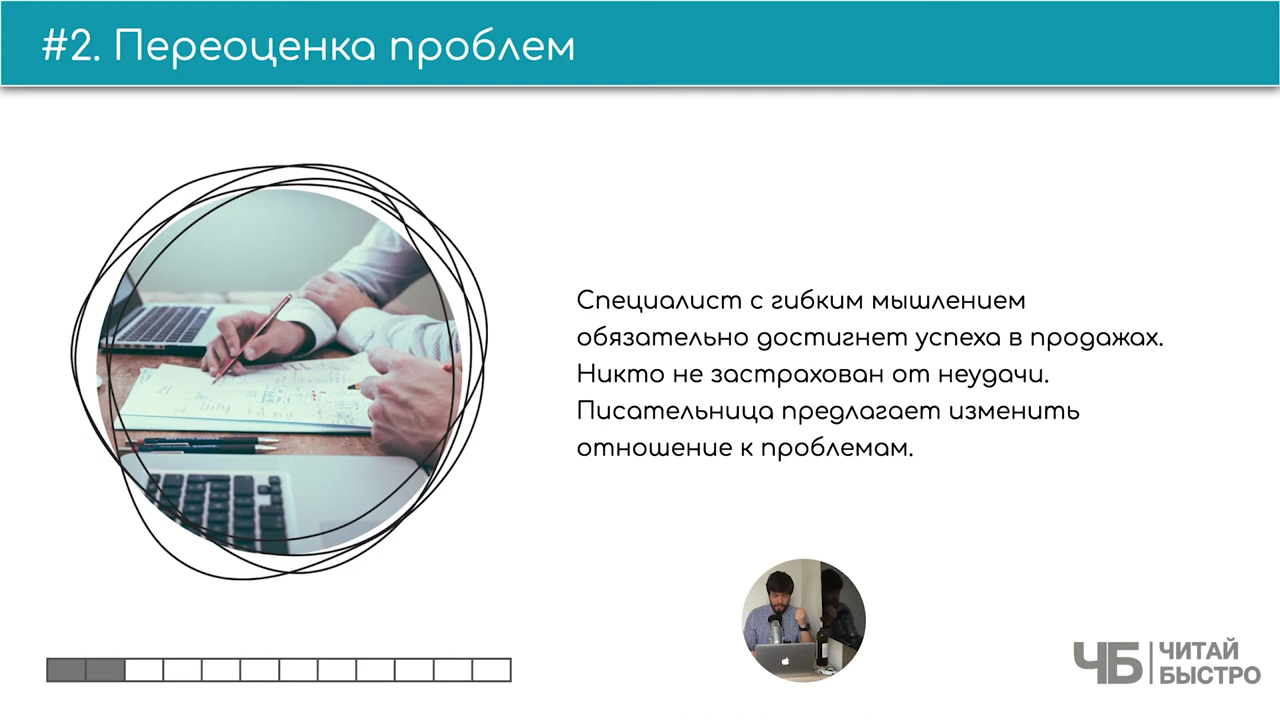 #2. Переоценка проблем
Специалист с гибким мышлением
обязательно достигнет успеха в продажах.
Никто не застрахован от неудачи.
Писательница предлагает изменить
отношение к проблемам.
ЧБ
ЧИТАЙ
БЫСТРО